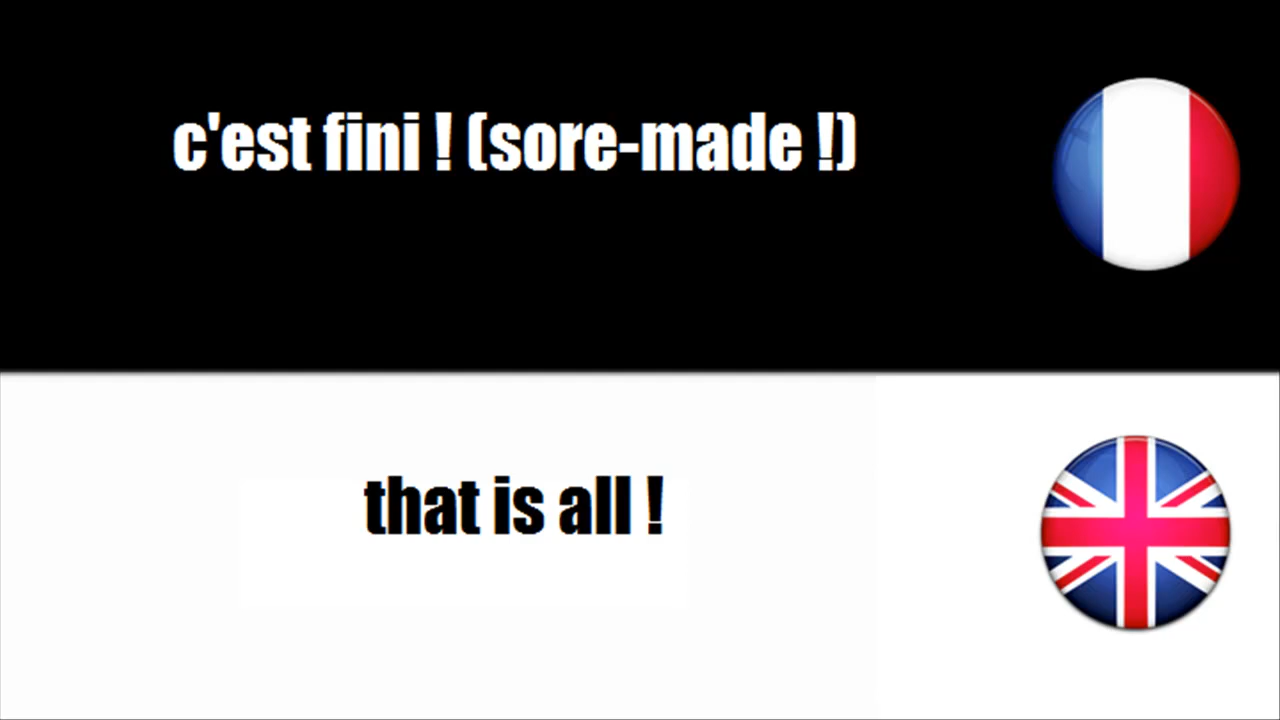 c'est fini ! (sore-made !)
that is all !